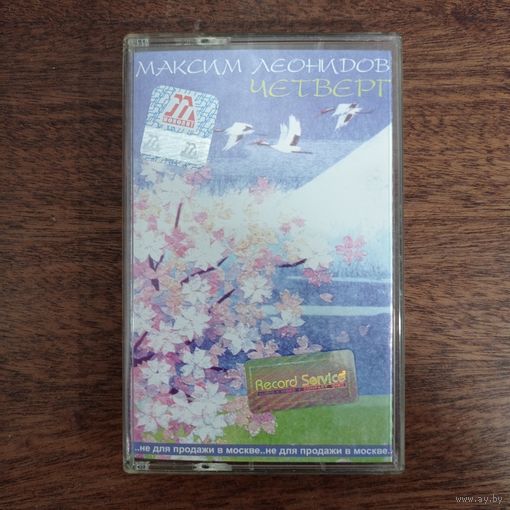 МАКСИМ ЛЕОНИДОВ
ЧЕТВЕРГ
Record Service
..не для продажи в москве..не для продажи в москве..
www.ay.by